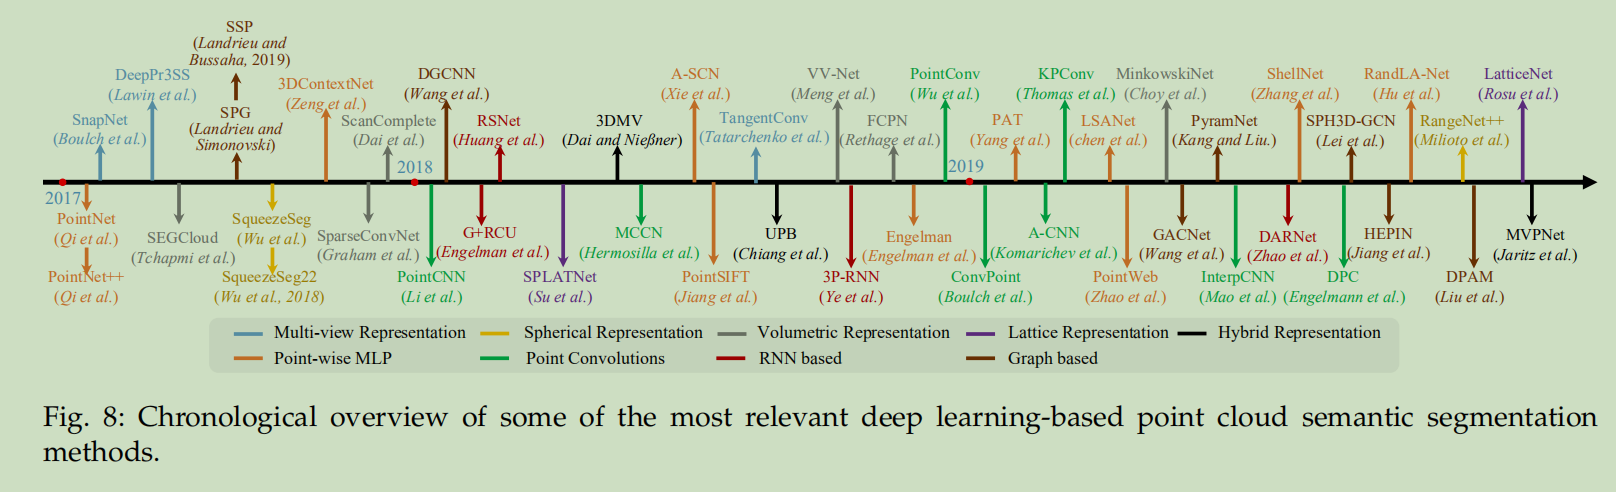 SSP
(Landrieu and
Bussaha, 2019)
DeepPr3SS
(Lawin et al.)
3DContextNet
(Zeng et al.)
DGCNN
(Wang et al.)
A-SCN
(Xie et al.)
VV-Net
(Meng et al.)
PointConv
(Wu et al.)
KPConv
(Thomas et al.)
MinkowskiNet
(Choy et al.)
ShellNet
(Zhang et al.)
RandLA-Net
(Hu et al.)
LatticeNet
(Rosu et al.)
SnapNet
(Boulch et al.)
SPG
(Landrieu and
Simonovski)
ScanComplete
(Dai et al.)
RSNet
(Huang et al.)
3DMV
(Dai and Nießner)
TangentConv
(Tatarchenko et al.)
FCPN
(Rethage et al.)
PAT
(Yang et al.)
LSANet
(chen et al.)
PyramNet
(Kang and Liu.)
SPH3D-GCN
(Lei et al.)
RangeNet++
(Milioto et al.)
2017
2018
2019
PointNet
(Qi et al.)
PointNet++
(Qi et al.)
SEGCloud
(Tchapmi et al.)
SqueezeSeg
(Wu et al.)
SqueezeSeg22
(Wu et al., 2018)
SparseConvNet
(Graham et al.)
PointCNN
(Li et al.)
G+RCU
(Engelman et al.)
SPLATNet
(Su et al.)
MCCN
(Hermosilla et al.)
PointSIFT
(Jiang et al.)
UPB
(Chiang et al.)
3P-RNN
(Ye et al.)
Engelman
(Engelman et al.)
ConvPoint
(Boulch et al.)
A-CNN
(Komarichev et al.)
PointWeb
(Zhao et al.)
GACNet
(Wang et al.)
InterpCNN
(Mao et al.)
DARNet
(Zhao et al.)
DPC
(Engelmann et al.)
HEPIN
(Jiang et al.)
DPAM
(Liu et al.)
MVPNet
(Jaritz et al.)
Multi-view Representation Spherical Representation Volumetric Representation Lattice Representation Hybrid Representation
Point-wise MLP Point Convolutions RNN based Graph based
Fig. 8: Chronological overview of some of the most relevant deep learning-based point cloud semantic segmentation
methods.